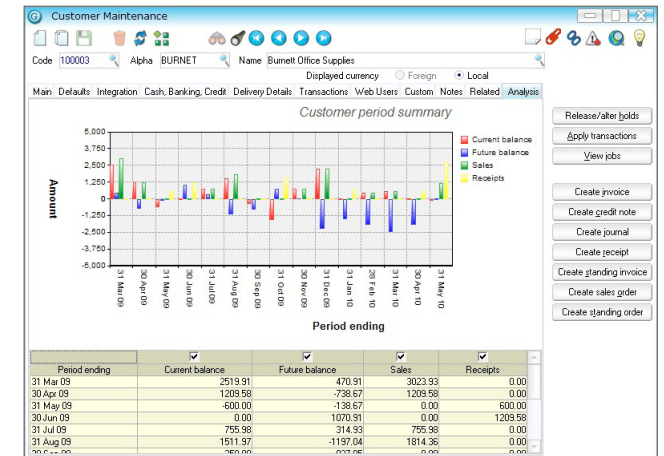 Customer Maintenance
Code 100003 Alpha BURNET Name Burnett Office Supplies
Displayed currency Foreign Local
Main Defaults Integration Cash, Banking, Credit Delivery Details Transactions Web Users Custom Notes Related Analysis
Customer period summary
5,000
3,750
2,500
1,250
0
-1,250
-2,500
-3,750
-5,000
Amount
Current balance
Future balance
Sales
Receipts
31 Mar 09
30 Apr 09
31 May 09
30 Jun 09
31 Jul 09
31 Aug 09
30 Sep 09
31 Oct 09
30 Nov 09
31 Dec 09
31 Jan 10
28 Feb 10
31 Mar 10
30 Apr 10
31 May 10
Period ending
Release/alter holds
Apply transactions
View jobs
Create invoice
Create credit note
Create journal
Create receipt
Create standing invoice
Create sales order
Create standing order
Period ending Current balance Future balance Sales Receipts
31 Mar 09 2519.91 470.91 3023.93 0.00
30 Apr 09 1209.58 -738.67 1209.58 0.00
31 May 09 -600.00 -138.67 0.00 600.00
30 Jun 09 0.00 1070.91 0.00 1209.58
31 Jul 09 755.98 314.93 755.98 0.00
31 Aug 09 1511.97 -1197.04 1814.36 0.00